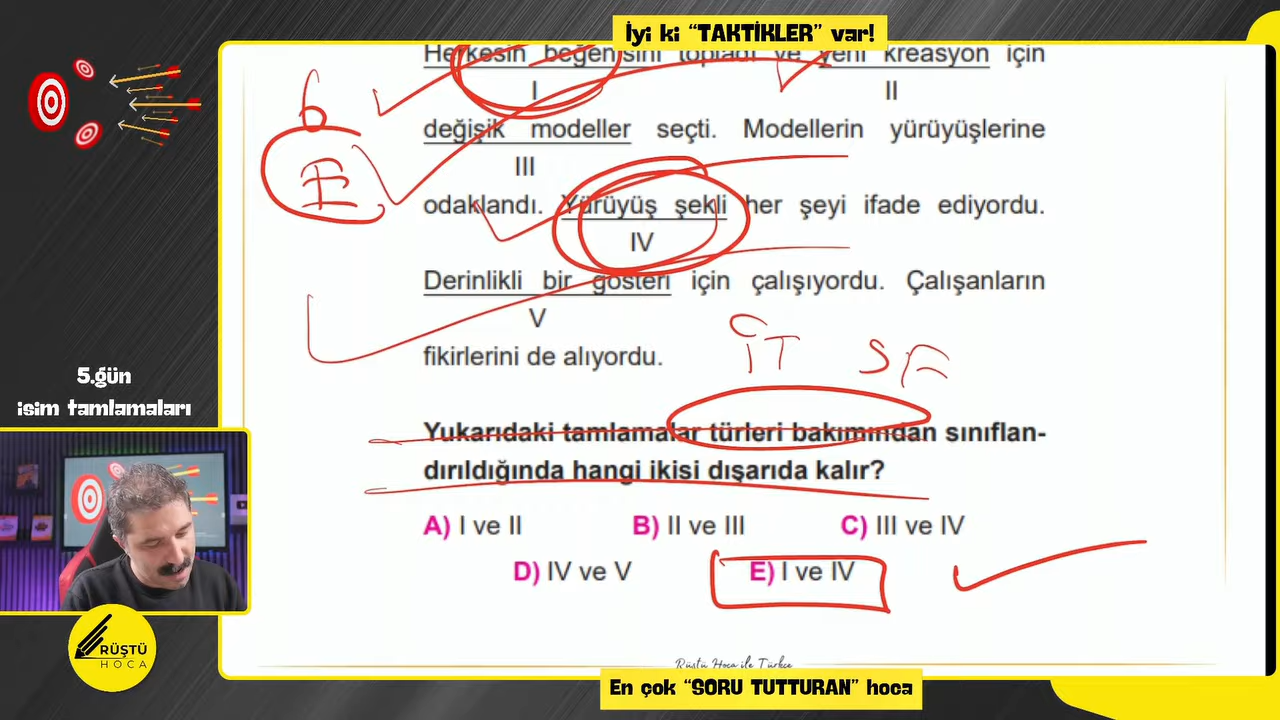 İyi ki “TAKTİKLER” var!
Herkesin beğenisini topladı ve yeni kreasyon için
I II
değişik modeller seçti. Modellerin yürüyüşlerine
III
odaklandı. Yürüyüş şekli her şeyi ifade ediyordu.
IV
Derinlikli bir gösteri için çalışıyordu. Çalışanların
V
fikirlerini de alıyordu.
6
E
İT SF
Yukarıdaki tamlamalar türleri bakımından sınıflan-
dırıldığında hangi ikisi dışarıda kalır?
A) I ve II B) II ve III C) III ve IV
D) IV ve V E) I ve IV
5.gün
isim tamlamaları
RÜŞTÜ
HOCA
Rüştü Hoca ile Türkçe
En çok “SORU TUTTURAN” hoca